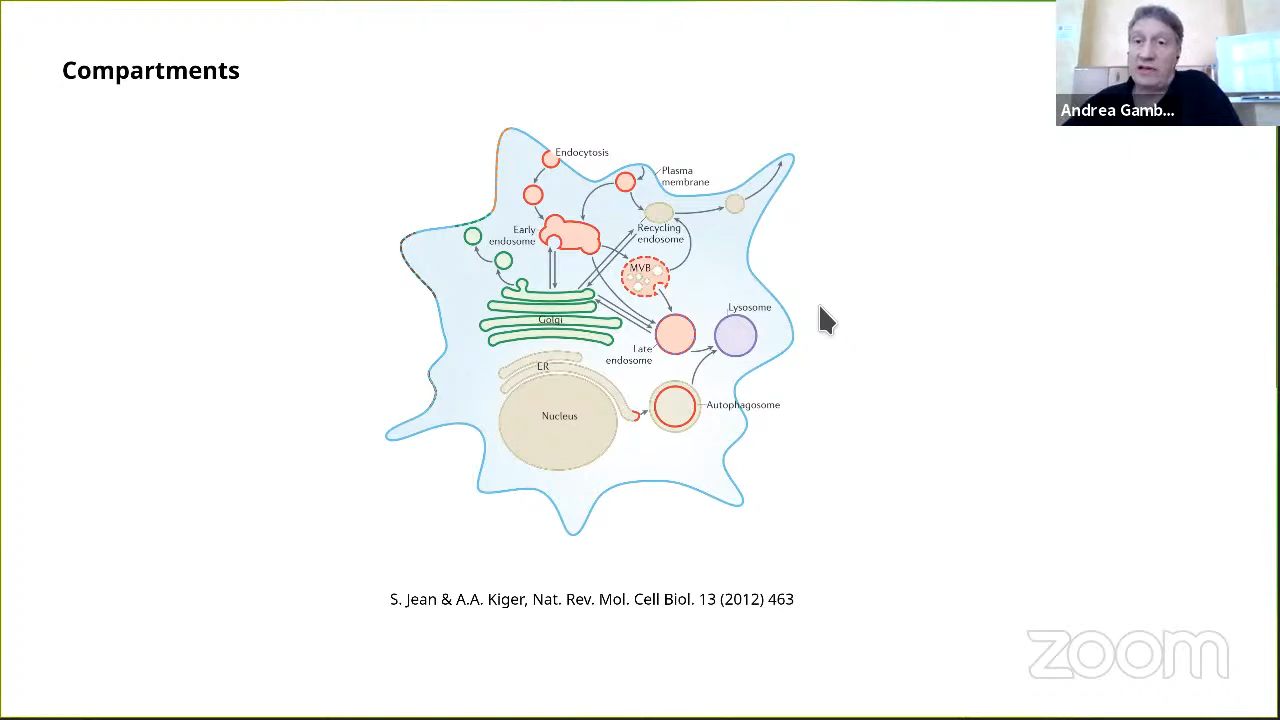 Compartments
Andrea Gamb...
Endocytosis
Plasma
membrane
Early
endosome
Recycling
endosome
MVB
Golgi
Lysosome
Late
endosome
ER
Nucleus
Autophagosome
S. Jean & A.A. Kiger, Nat. Rev. Mol. Cell Biol. 13 (2012) 463
zoom